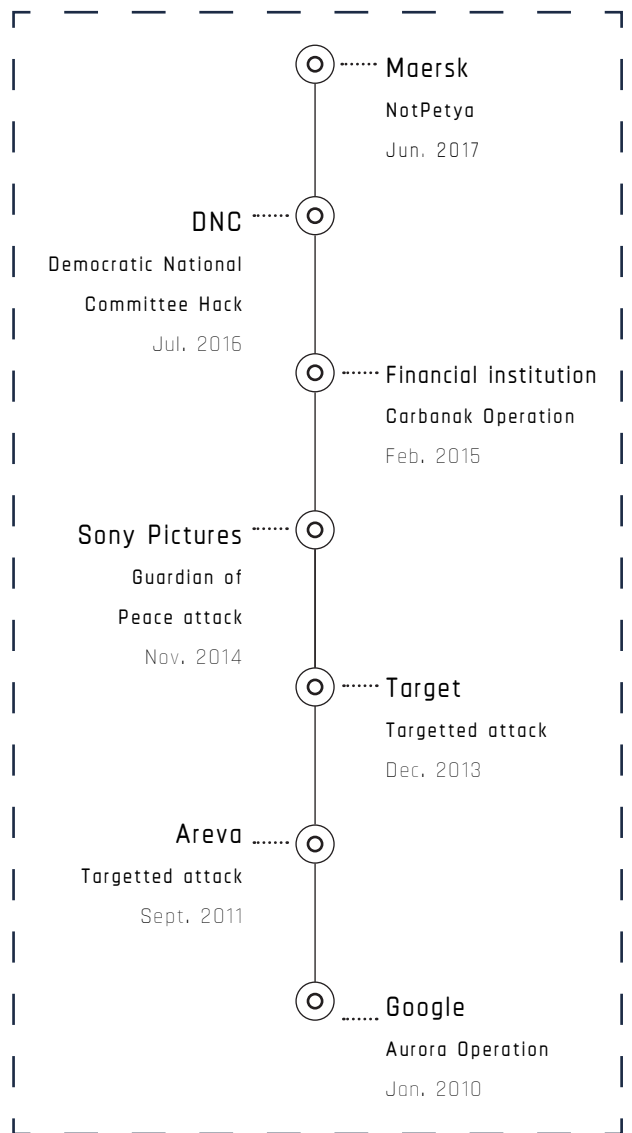 Maersk
NotPetya
Jun. 2017
DNC
Democratic National
Committee Hack
Jul. 2016
Financial institution
Carbanak Operation
Feb. 2015
Sony Pictures
Guardian of
Peace attack
Nov. 2014
Target
Targetted attack
Dec. 2013
Areva
Targetted attack
Sept. 2011
Google
Aurora Operation
Jan. 2010